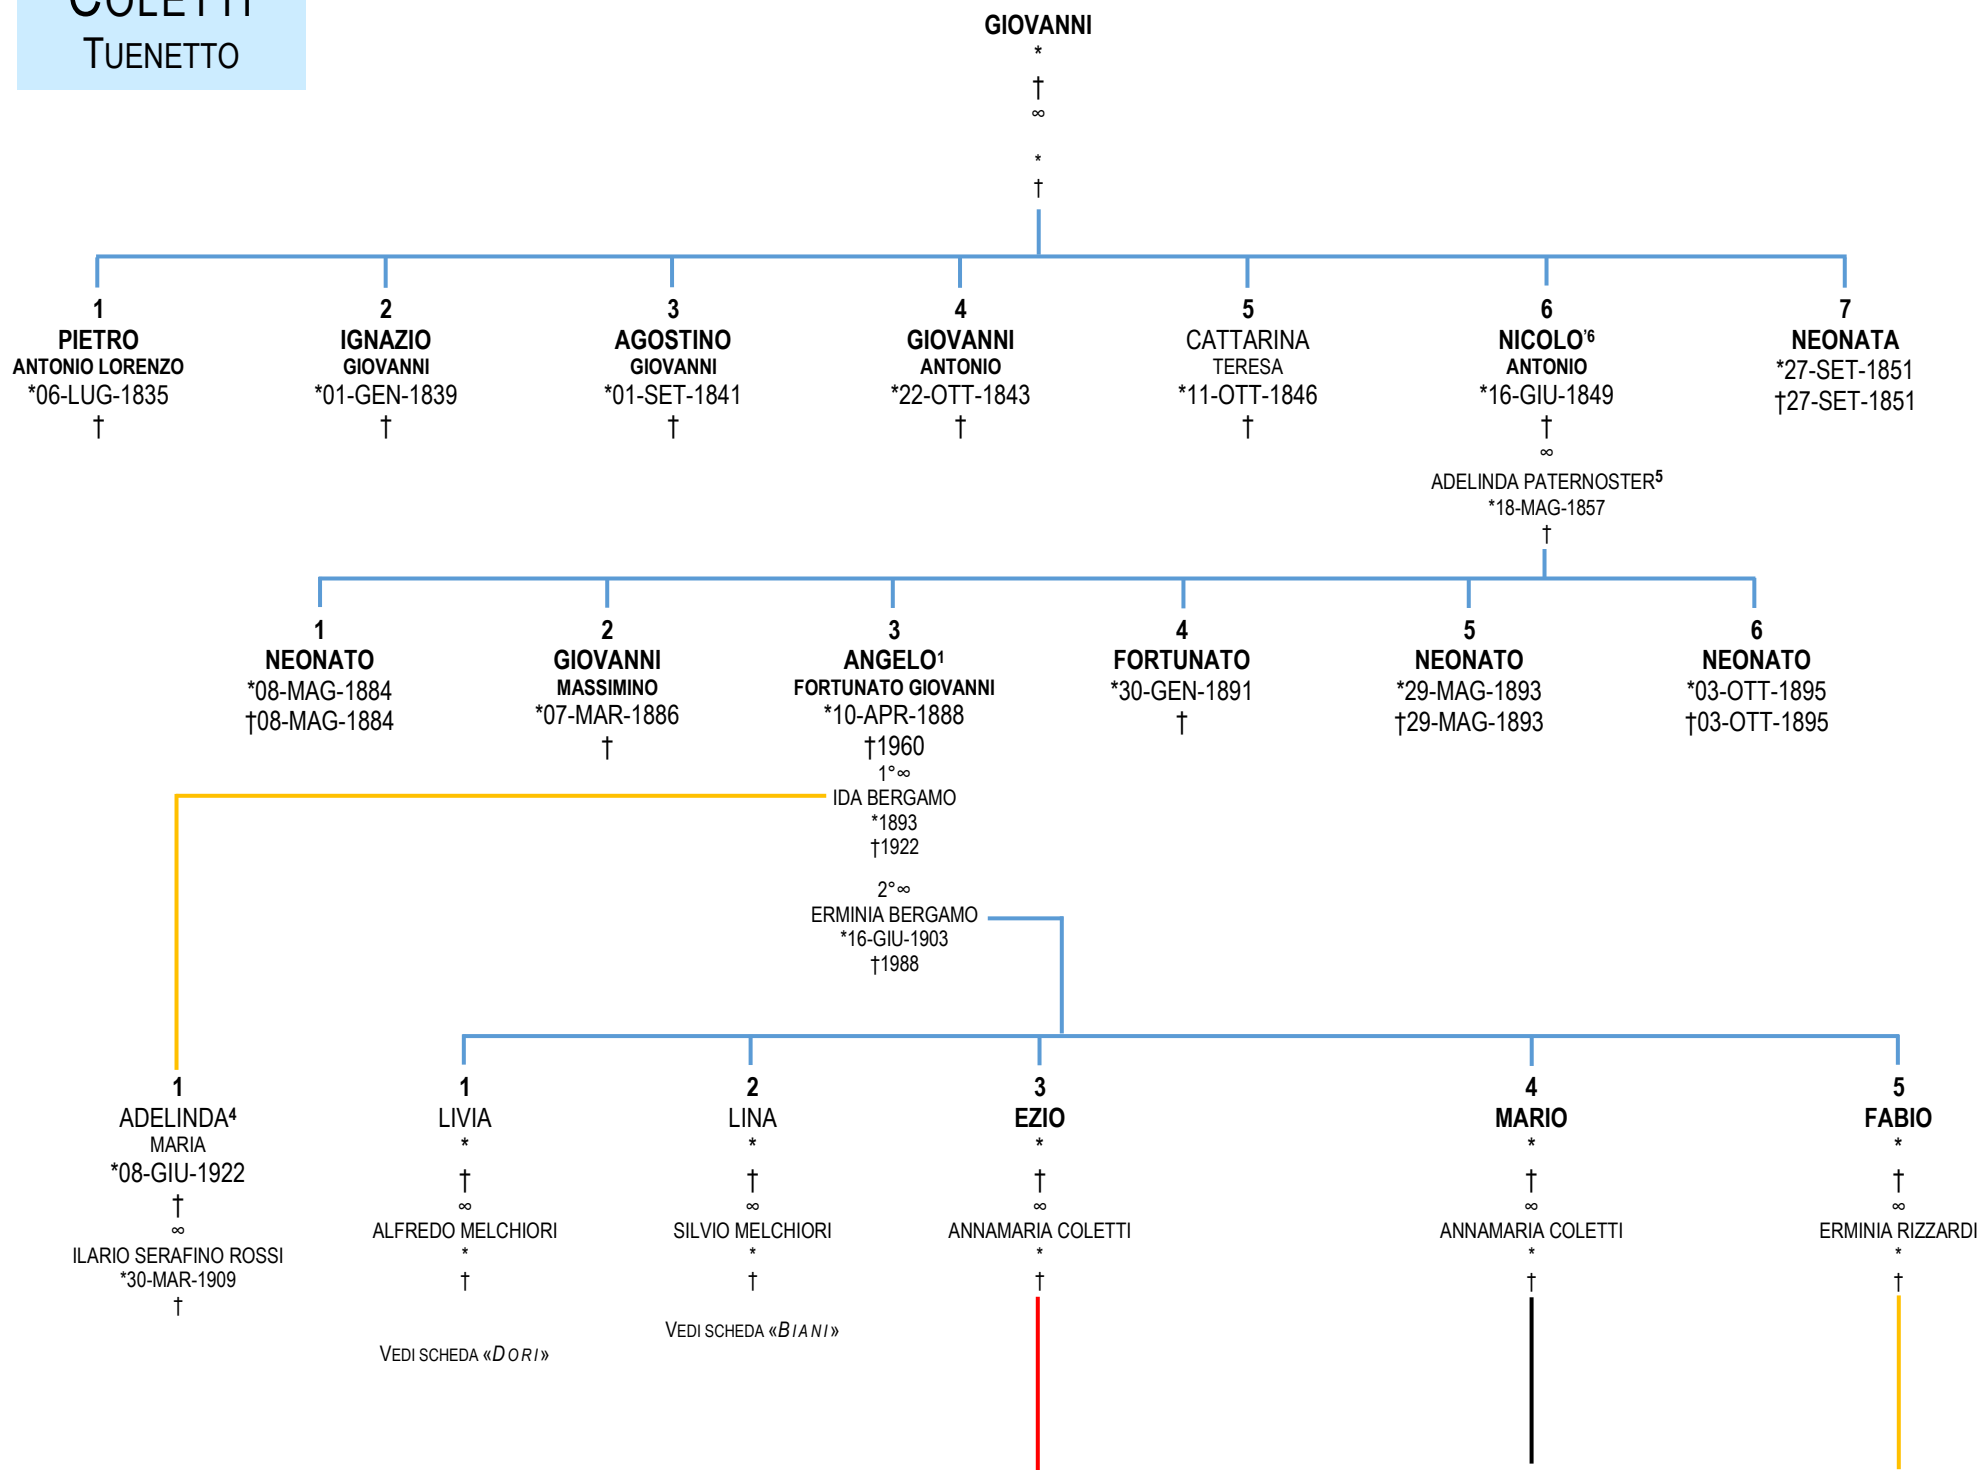 COLETTI
TUENETTO
GIOVANNI
*
†
∞
*
†
1
PIETRO
ANTONIO LORENZO
*06-LUG-1835
†
2
IGNAZIO
GIOVANNI
*01-GEN-1839
†
3
AGOSTINO
GIOVANNI
*01-SET-1841
†
4
GIOVANNI
ANTONIO
*22-OTT-1843
†
5
CATTARINA
TERESA
*11-OTT-1846
†
6
NICOLO'6
ANTONIO
*16-GIU-1849
†
∞
ADELINDA PATERNOSTER5
*18-MAG-1857
†
7
NEONATA
*27-SET-1851
†27-SET-1851
1
NEONATO
*08-MAG-1884
†08-MAG-1884
2
GIOVANNI
MASSIMINO
*07-MAR-1886
†
3
ANGELO1
FORTUNATO GIOVANNI
*10-APR-1888
†1960
1°∞
IDA BERGAMO
*1893
†1922
2°∞
ERMINIA BERGAMO
*16-GIU-1903
†1988
4
FORTUNATO
*30-GEN-1891
†
5
NEONATO
*29-MAG-1893
†29-MAG-1893
6
NEONATO
*03-OTT-1895
†03-OTT-1895
1
ADELINDA4
MARIA
*08-GIU-1922
†
∞
ILARIO SERAFINO ROSSI
*30-MAR-1909
†
1
LIVIA
*
†
∞
ALFREDO MELCHIORI
*
†
VEDI SCHEDA «DORI»
2
LINA
*
†
∞
SILVIO MELCHIORI
*
†
VEDI SCHEDA «BIANI»
3
EZIO
*
†
∞
ANNAMARIA COLETTI
*
†
4
MARIO
*
†
∞
ANNAMARIA COLETTI
*
†
5
FABIO
*
†
∞
ERMINIA RIZZARDI
*
†